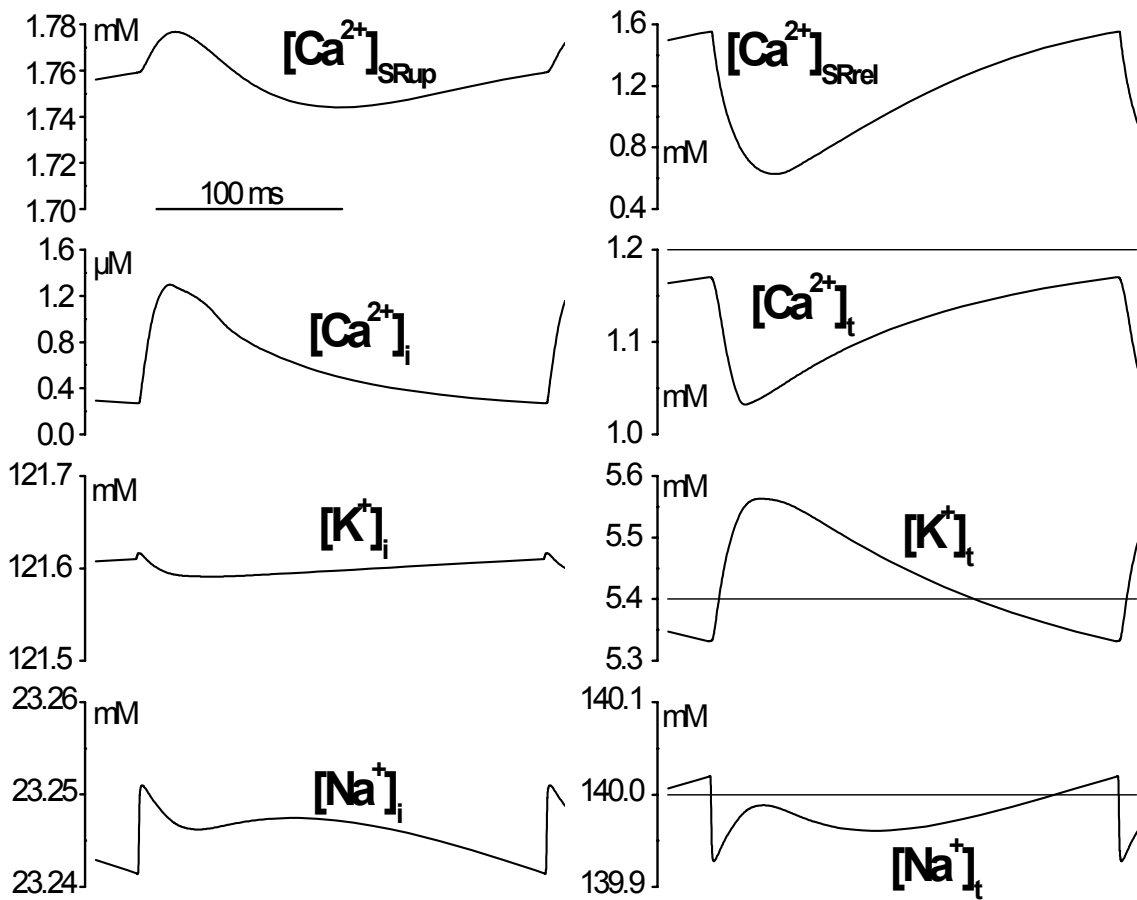 1.78
mM
1.76
1.74
1.72
1.70
[Ca2+]SRup
100 ms
1.6
1.2
0.8
mM
0.4
[Ca2+]SRrel
1.6
µM
1.2
0.8
0.4
0.0
[Ca2+]i
1.2
1.1
mM
1.0
[Ca2+]t
121.7
mM
121.6
121.5
[K+]i
5.6
mM
5.5
5.4
5.3
[K+]t
23.26
mM
23.25
23.24
[Na+]i
140.1
mM
140.0
139.9
[Na+]t